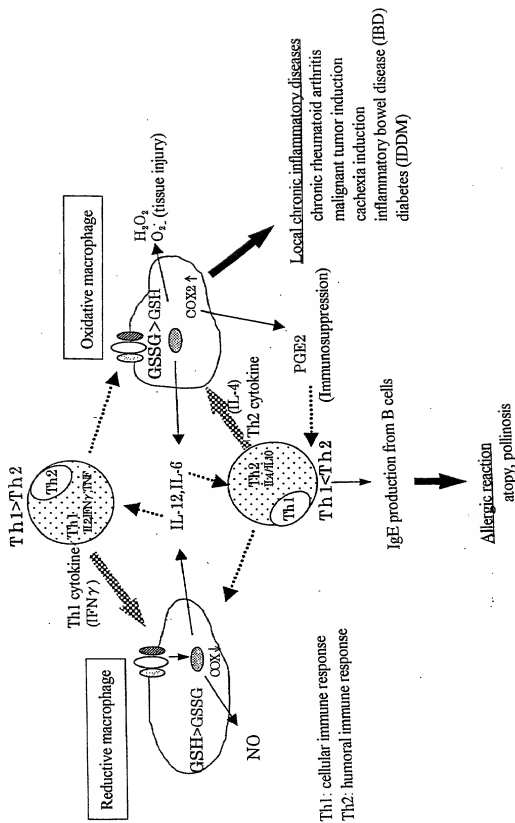 Th1>Th2
Reductive macrophage
Oxidative macrophage
Th1 cytokine
(IFNγ)
Th2
Th1
IL2/IFNγ/TNF
GSH>GSSG
COX↓
NO
IL-12,IL-6
GSSG>GSH
COX2↑
H2O2
O2- (tissue injury)
Th2 cytokine
(IL-4)
Th2
IL4/IL10
Th1
Th1<Th2
PGE2
(Immunosuppression)
IgE production from B cells
Allergic reaction
atopy, pollinosis
Local chronic inflammatory diseases
chronic rheumatoid arthritis
malignant tumor induction
cachexia induction
inflammatory bowel disease (IBD)
diabetes (IDDM)
Th1: cellular immune response
Th2: humoral immune response